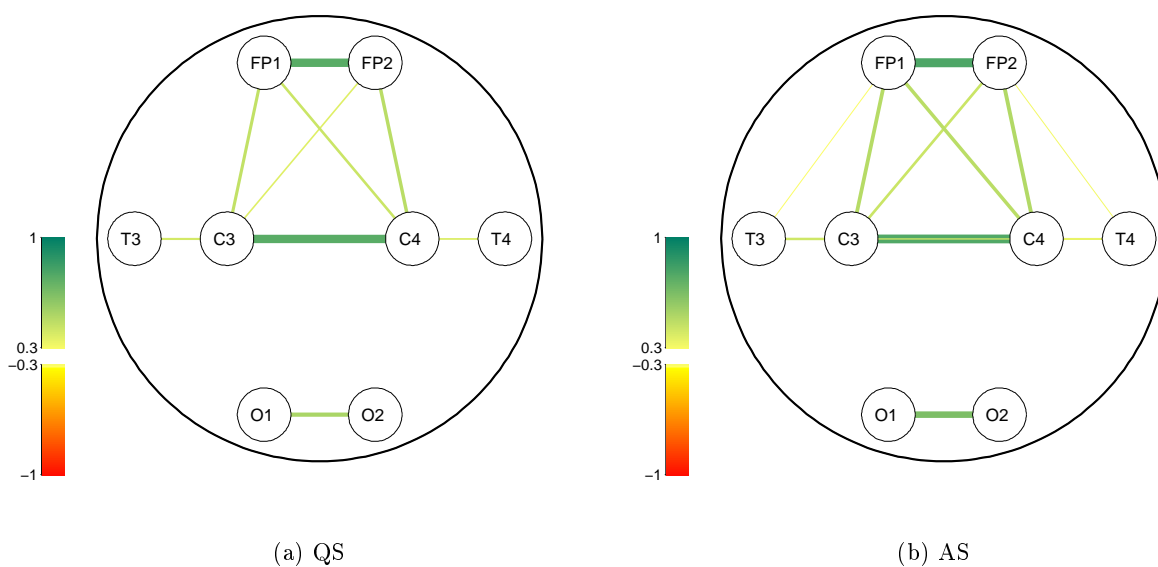 FP1 FP2 FP1 FP2
T3 C3 C4 T4 T3 C3 C4 T4
1 1
0.3 0.3
−0.3 −0.3
O1 O2 O1 O2
−1 −1
(a) QS (b) AS